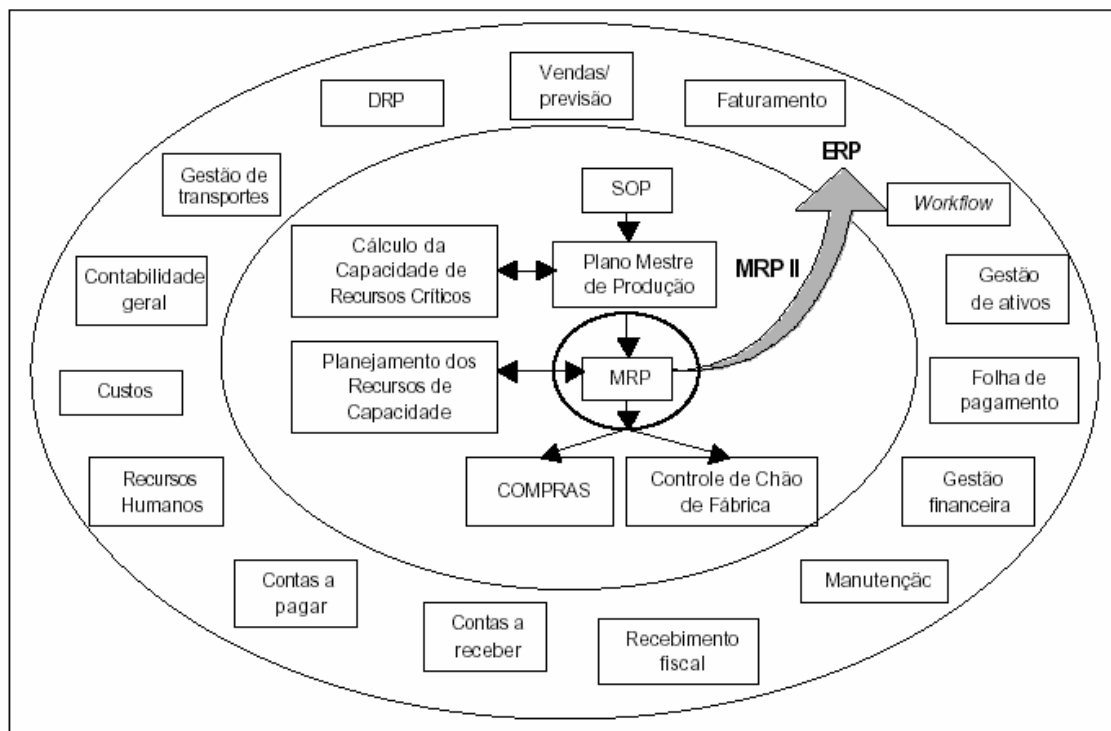 Vendas/
previsão
DRP
Faturamento
ERP
Gestão de
transportes
SOP
Workflow
Cálculo da
Capacidade de
Recursos Críticos
Plano Mestre
de Produção
MRP II
Contabilidade
geral
Gestão
de ativos
Planejamento dos
Recursos de
Capacidade
MRP
Custos
Folha de
pagamento
Recursos
Humanos
COMPRAS
Controle de Chão
de Fábrica
Gestão
financeira
Contas a
pagar
Manutenção
Contas a
receber
Recebimento
fiscal